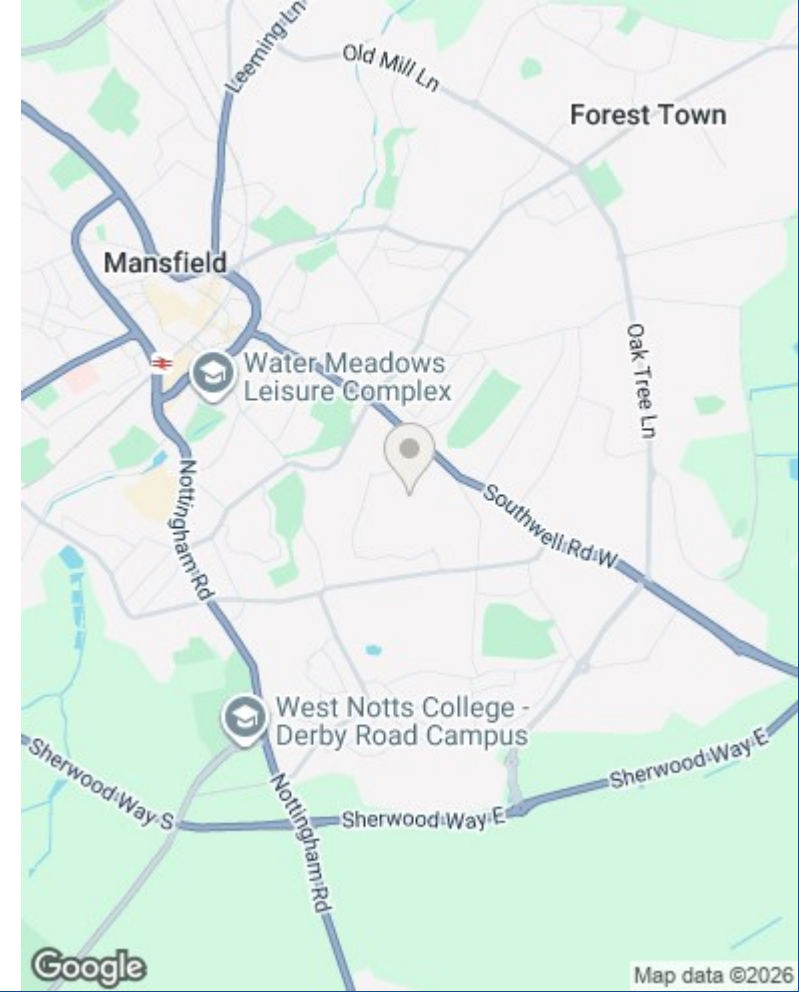 Leeming Ln
Old Mill Ln
Forest Town
Mansfield
Oak Tree Ln
Water Meadows
Leisure Complex
Nottingham Rd
Southwell Rd W
West Notts College -
Derby Road Campus
Sherwood Way S
Sherwood Way E
Sherwood Way E
Nottingham Rd
Google
Map data ©2026